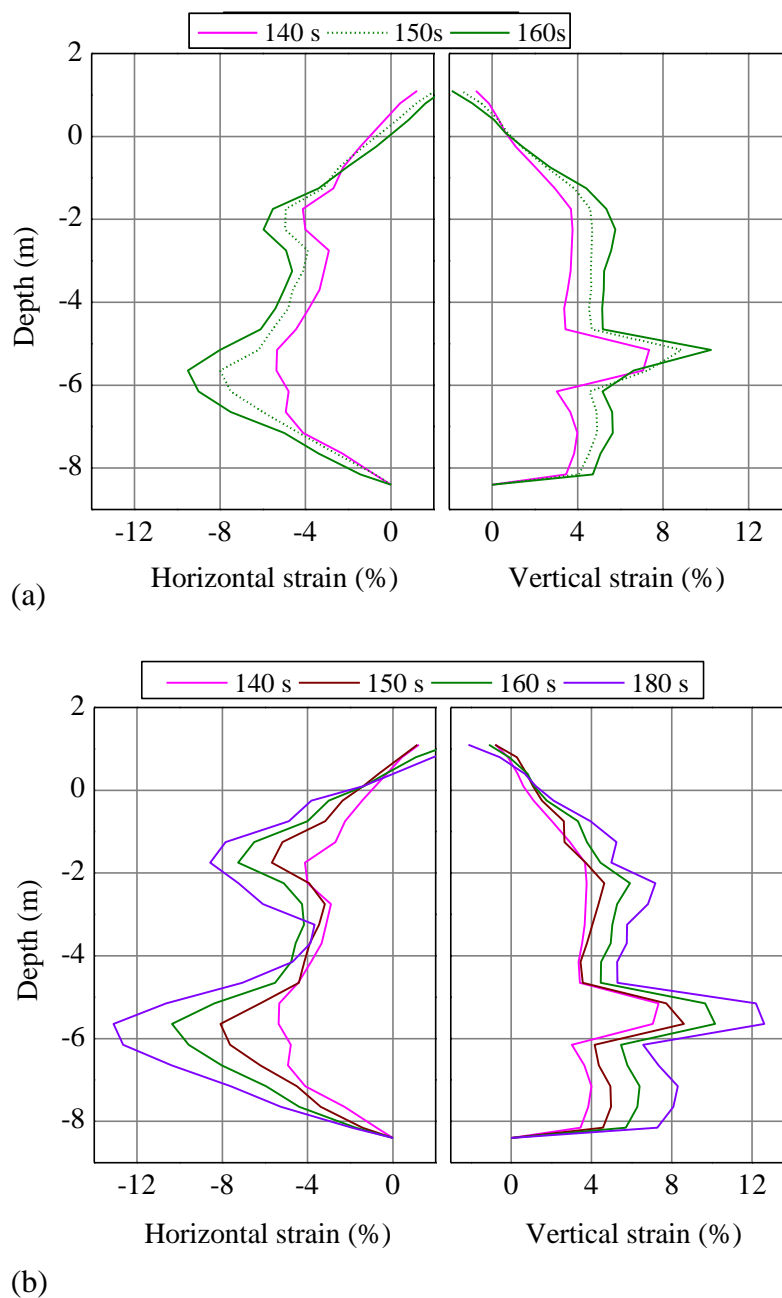 140 s 150s 160s
2
0
-2
-4
-6
-8
Depth (m)
-12 -8 -4 0 0 4 8 12
Horizontal strain (%) Vertical strain (%)
(a)
140 s 150 s 160 s 180 s
2
0
-2
-4
-6
-8
Depth (m)
-12 -8 -4 0 0 4 8 12
Horizontal strain (%) Vertical strain (%)
(b)